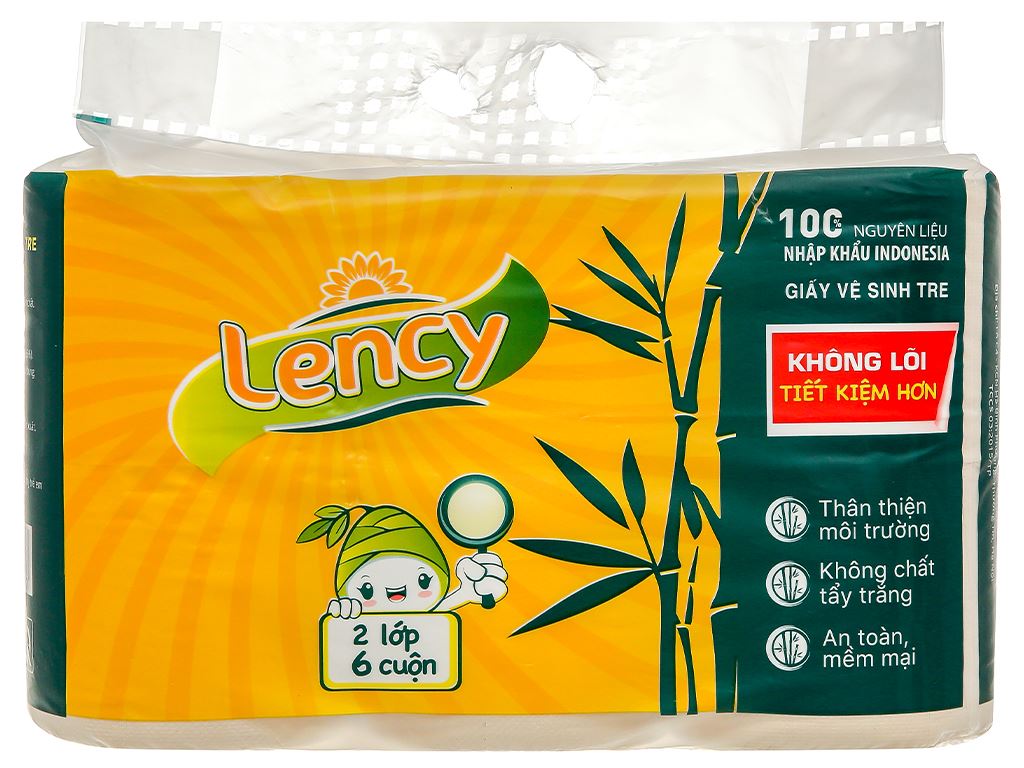 Lency
2 lớp
6 cuộn
100% NGUYÊN LIỆU
NHẬP KHẨU INDONESIA
GIẤY VỆ SINH TRE
KHÔNG LÕI
TIẾT KIỆM HƠN
Thân thiện
môi trường
Không chất
tẩy trắng
An toàn,
mềm mại
TRE